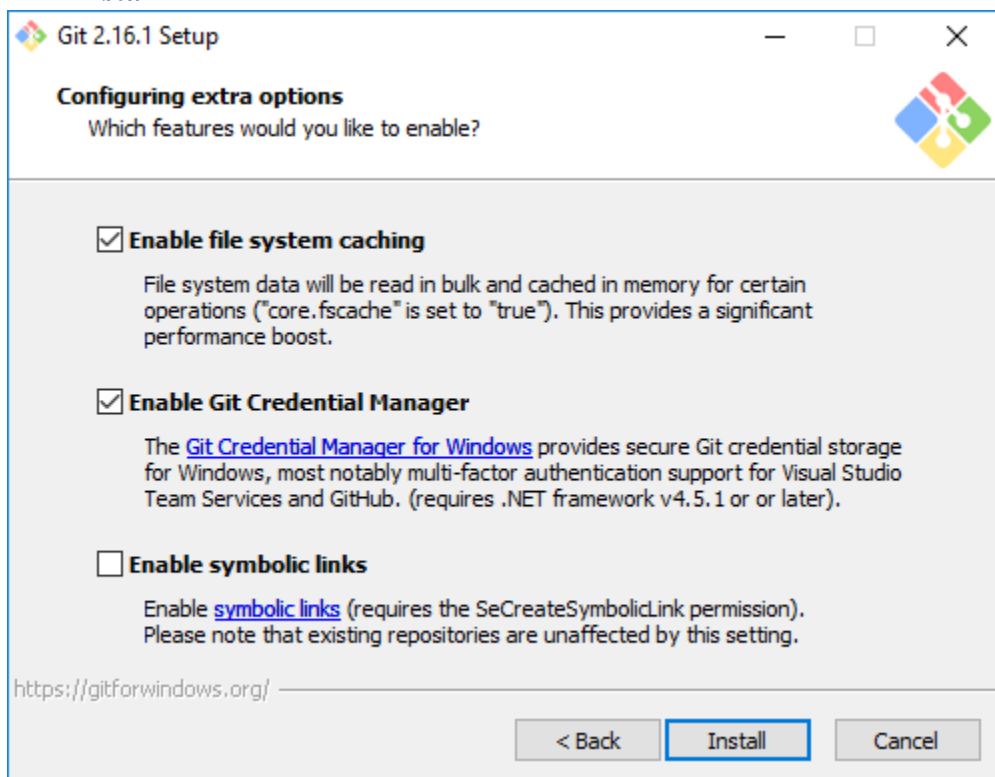 Git 2.16.1 Setup
Configuring extra options
Which features would you like to enable?
Enable file system caching
File system data will be read in bulk and cached in memory for certain
operations ("core.fscache" is set to "true"). This provides a significant
performance boost.
Enable Git Credential Manager
The Git Credential Manager for Windows provides secure Git credential storage
for Windows, most notably multi-factor authentication support for Visual Studio
Team Services and GitHub. (requires .NET framework v4.5.1 or or later).
Enable symbolic links
Enable symbolic links (requires the SeCreateSymbolicLink permission).
Please note that existing repositories are unaffected by this setting.
https://gitforwindows.org/
< Back
Install
Cancel